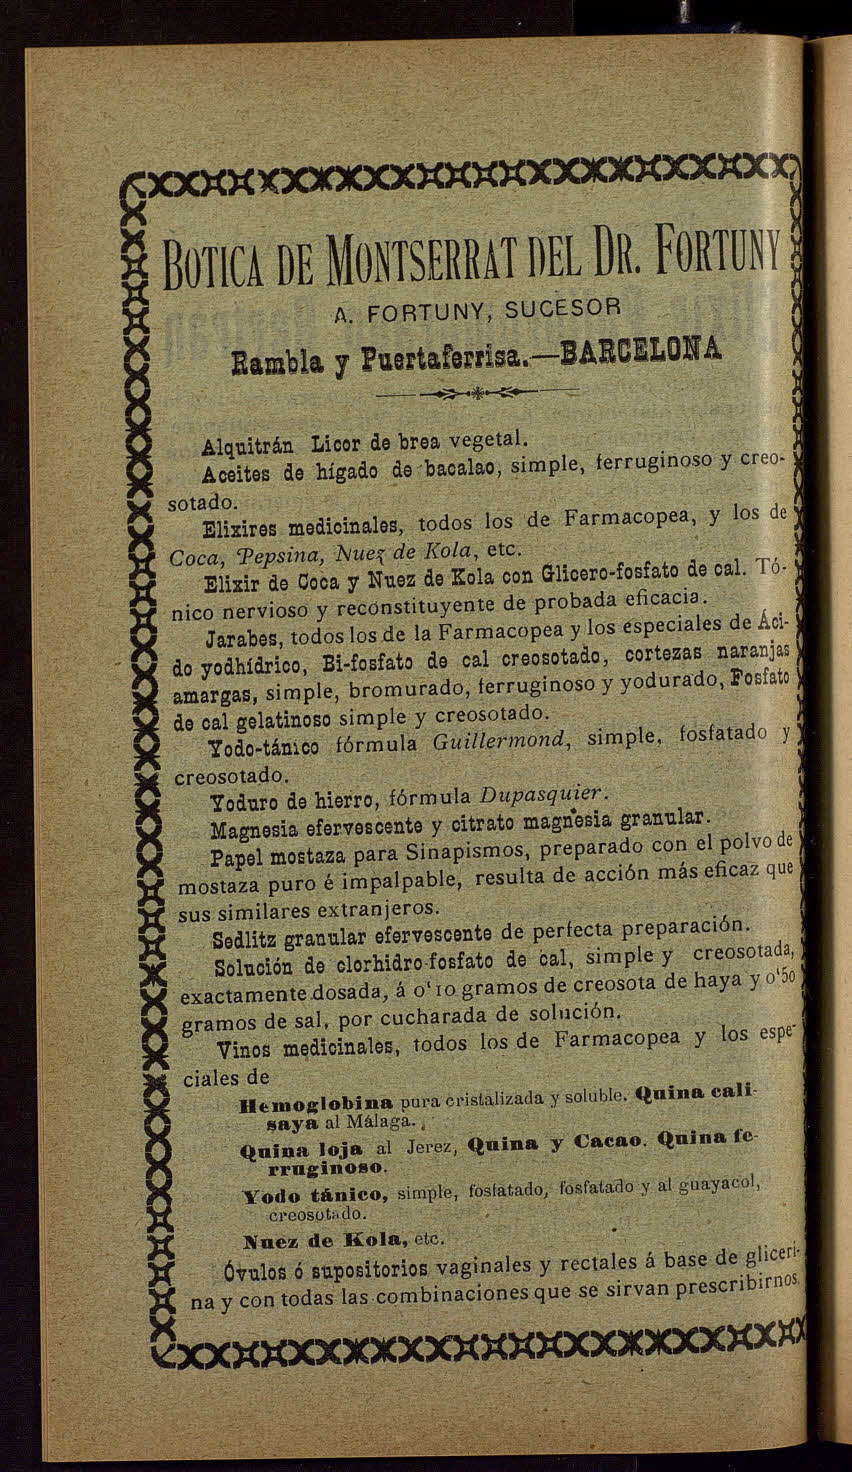 BOTICA DE MONTSERRAT DEL DR. FORTUNY
A. FORTUNY, SUCESOR
Rambla y Puertaferrisa.—BARCELONA
Alquitrán Licor de brea vegetal.
Aceites de hígado de bacalao, simple, ferruginoso y creo-
sotado.
Elixires medicinales, todos los de Farmacopea, y los de
Coca, Pepsina, Nuez de Kola, etc.
Elixir de Coca y Nuez de Kola con Glicero-fosfato de cal. Tó-
nico nervioso y reconstituyente de probada eficacia.
Jarabes, todos los de la Farmacopea y los especiales de Áci-
do yodhídrico, Bi-fosfato de cal creosotado, cortezas naranjas
amargas, simple, bromurado, ferruginoso y yodurado, Fosfato
de cal gelatinoso simple y creosotado.
Yodo-tánico fórmula Guillermond, simple, fosfatado y
creosotado.
Yoduro de hierro, fórmula Dupasquier.
Magnesia efervescente y citrato magnesia granular.
Papel mostaza para Sinapismos, preparado con el polvo de
mostaza puro é impalpable, resulta de acción más eficaz que
sus similares extranjeros.
Sedlitz granular efervescente de perfecta preparación.
Solución de clorhidro-fosfato de cal, simple y creosotada,
exactamente dosada, á 0‘10 gramos de creosota de haya y 0‘50
gramos de sal, por cucharada de solución.
Vinos medicinales, todos los de Farmacopea y los espe-
ciales de
Hemoglobina pura cristalizada y soluble. Quina cali-
saya al Málaga.
Quina loja al Jerez, Quina y Cacao. Quina fe-
rruginoso.
Yodo tánico, simple, fosfatado, fosfatado y al guayacol,
creosotado.
Nuez de Kola, etc.
Óvulos ó supositorios vaginales y rectales á base de gliceri-
na y con todas las combinaciones que se sirvan prescribirnos.